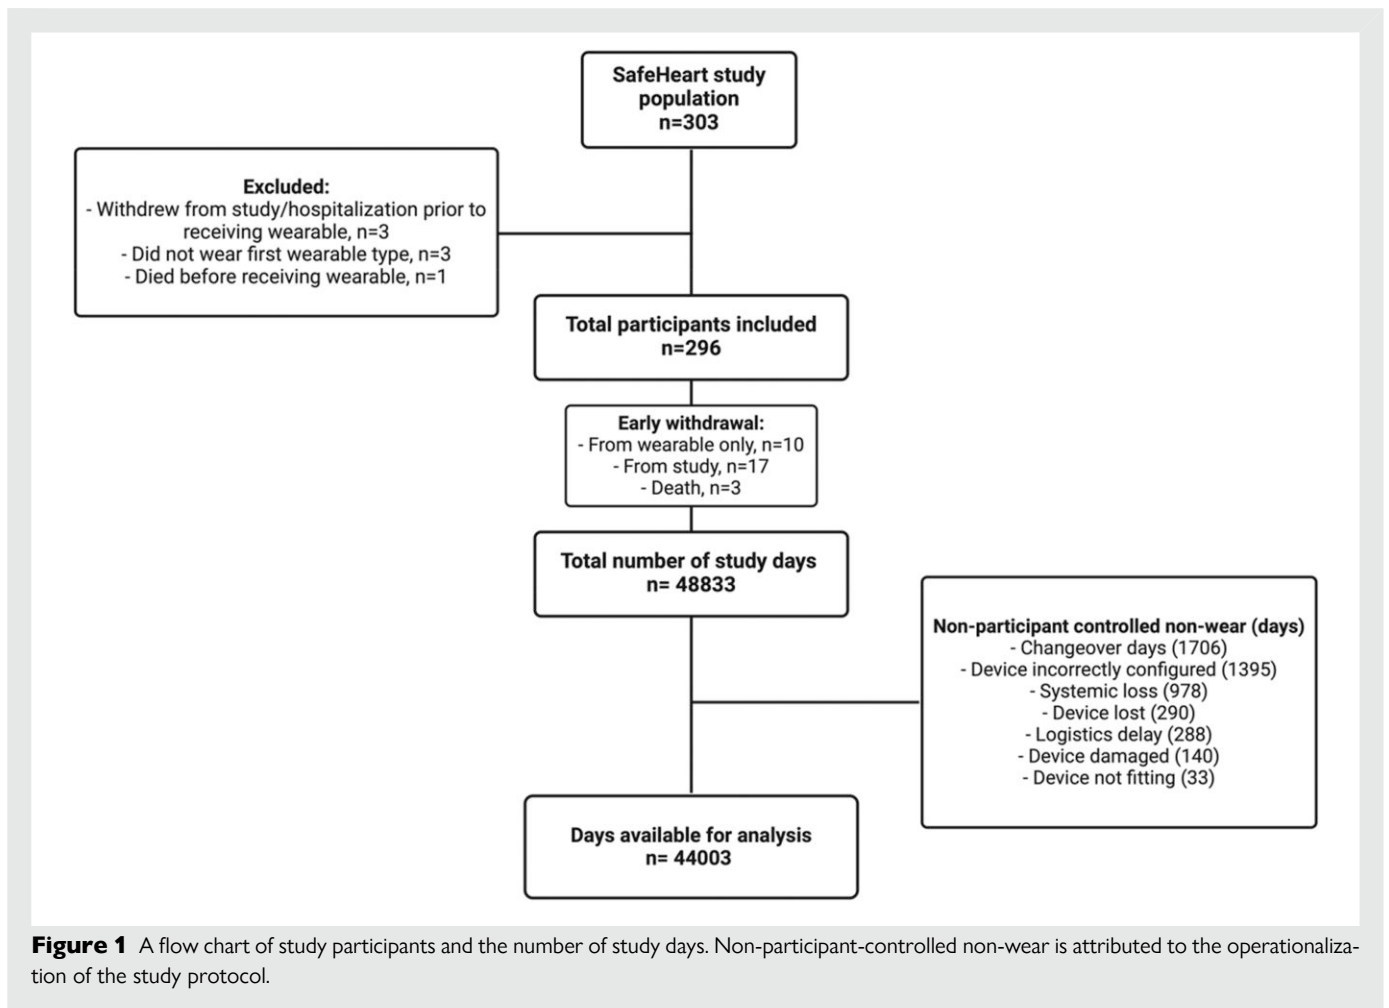 SafeHeart study
population
n=303
Excluded:
- Withdrew from study/hospitalization prior to
receiving wearable, n=3
- Did not wear first wearable type, n=3
- Died before receiving wearable, n=1
Total participants included
n=296
Early withdrawal:
- From wearable only, n=10
- From study, n=17
- Death, n=3
Total number of study days
n= 48833
Non-participant controlled non-wear (days)
- Changeover days (1706)
- Device incorrectly configured (1395)
- Systemic loss (978)
- Device lost (290)
- Logistics delay (288)
- Device damaged (140)
- Device not fitting (33)
Days available for analysis
n= 44003
Figure 1 A flow chart of study participants and the number of study days. Non-participant-controlled non-wear is attributed to the operationaliza-
tion of the study protocol.